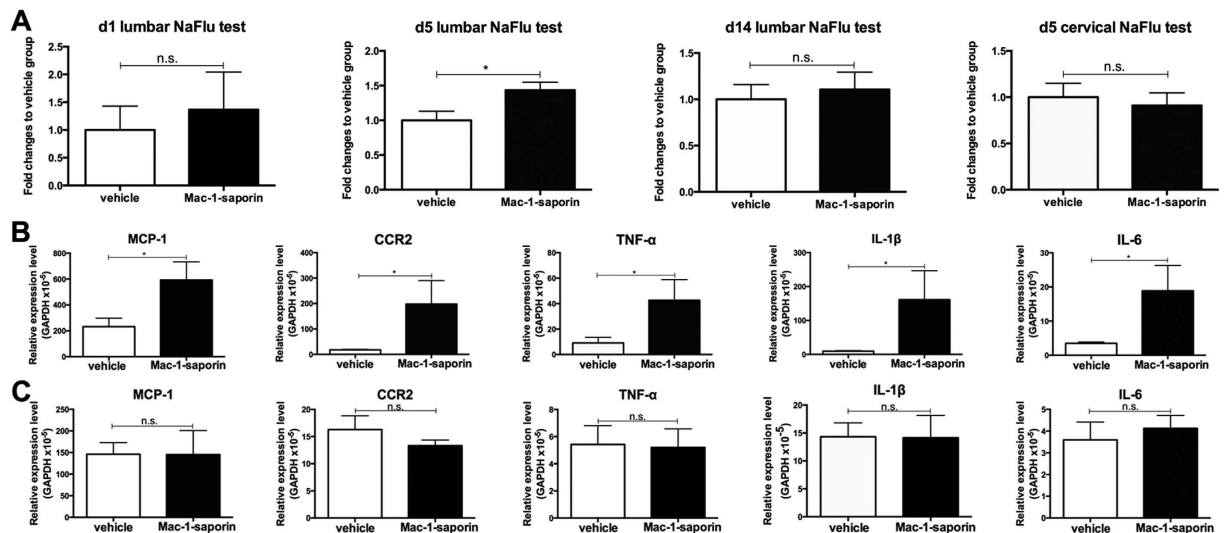 A
d1 lumbar NaFlu test
Fold changes to vehicle group
2.5
2.0
1.5
1.0
0.5
0.0
n.s.
vehicle
Mac-1-saporin
d5 lumbar NaFlu test
Fold changes to vehicle group
2.0
1.5
1.0
0.5
0.0
*
vehicle
Mac-1-saporin
d14 lumbar NaFlu test
Fold changes to vehicle group
1.5
1.0
0.5
0.0
n.s.
vehicle
Mac-1-saporin
d5 cervical NaFlu test
Fold changes to vehicle group
1.5
1.0
0.5
0.0
n.s.
vehicle
Mac-1-saporin
B
MCP-1
Relative expression level
(GAPDH x10-5)
800
600
400
200
0
*
vehicle
Mac-1-saporin
CCR2
Relative expression level
(GAPDH x10-5)
400
300
200
100
0
*
vehicle
Mac-1-saporin
TNF-α
Relative expression level
(GAPDH x10-5)
80
60
40
20
0
*
vehicle
Mac-1-saporin
IL-1β
Relative expression level
(GAPDH x10-5)
300
200
100
0
*
vehicle
Mac-1-saporin
IL-6
Relative expression level
(GAPDH x10-5)
30
20
10
0
*
vehicle
Mac-1-saporin
C
MCP-1
Relative expression level
(GAPDH x10-5)
250
200
150
100
50
0
n.s.
vehicle
Mac-1-saporin
CCR2
Relative expression level
(GAPDH x10-5)
20
15
10
5
0
n.s.
vehicle
Mac-1-saporin
TNF-α
Relative expression level
(GAPDH x10-5)
8
6
4
2
0
n.s.
vehicle
Mac-1-saporin
IL-1β
Relative expression level
(GAPDH x10-5)
20
15
10
5
0
n.s.
vehicle
Mac-1-saporin
IL-6
Relative expression level
(GAPDH x10-5)
5
4
3
2
1
0
n.s.
vehicle
Mac-1-saporin